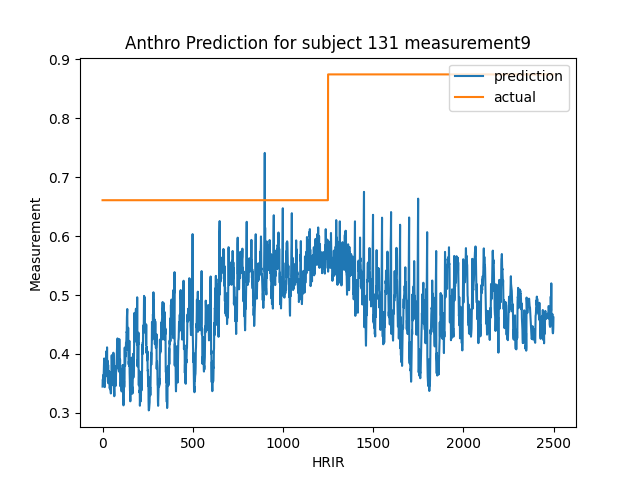 Anthro Prediction for subject 131 measurement9
prediction
actual
Measurement
0.9
0.8
0.7
0.6
0.5
0.4
0.3
0
500
1000
1500
2000
2500
HRIR